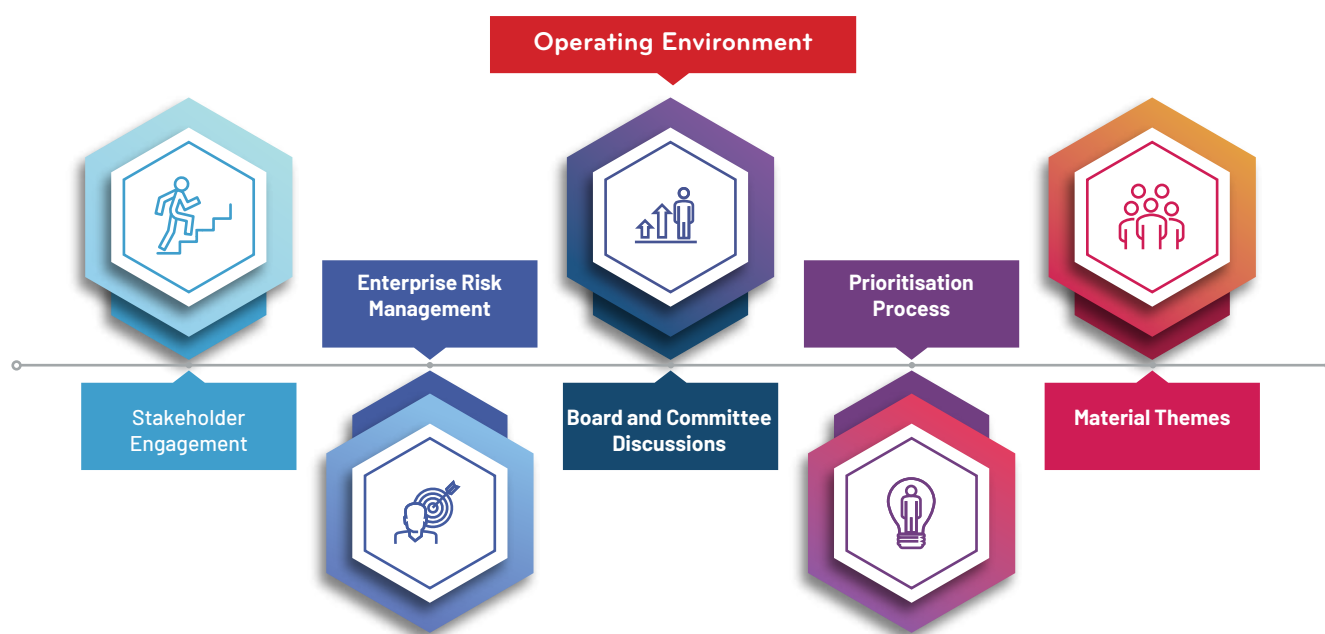 Operating Environment
Stakeholder
Engagement
Enterprise Risk
Management
Board and Committee
Discussions
Prioritisation
Process
Material Themes